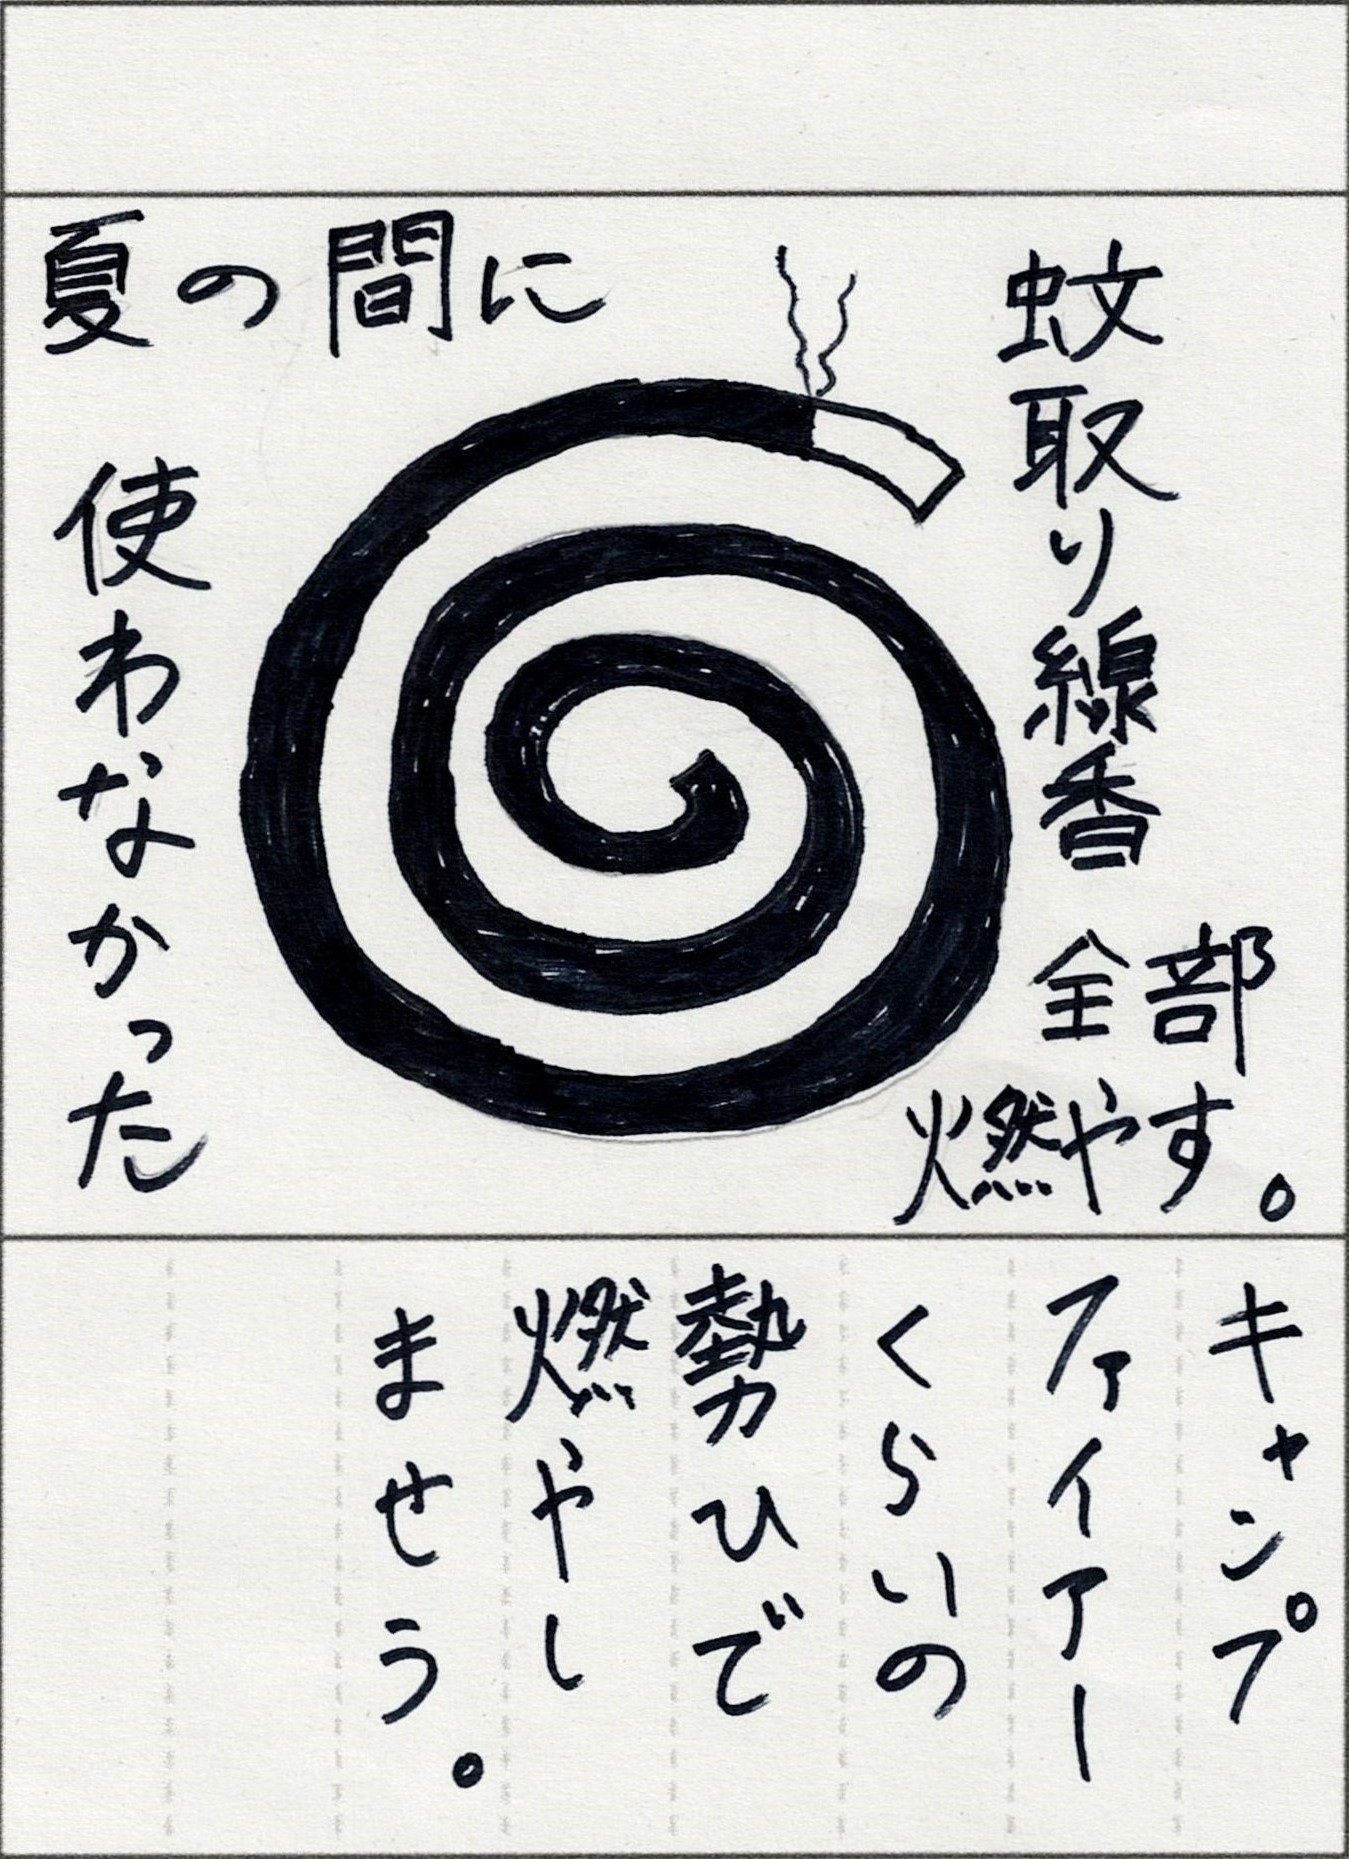 夏の間に
使わなかった
蚊取り線香
全部
燃やす。
キャンプ
ファイアー
くらいの
勢ひで
燃やし
ませう。